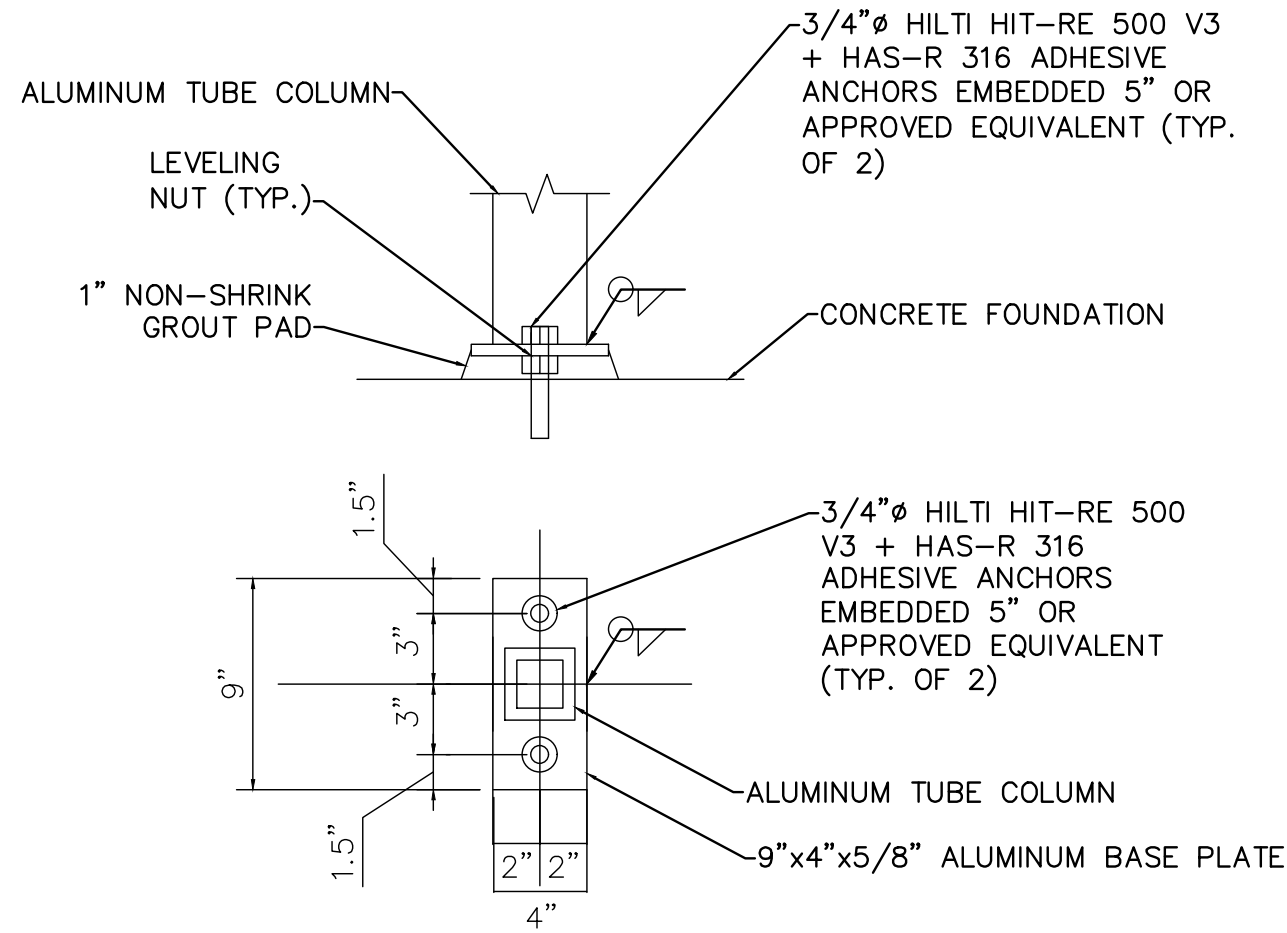 3/4"ø HILTI HIT-RE 500 V3
+ HAS-R 316 ADHESIVE
ANCHORS EMBEDDED 5" OR
APPROVED EQUIVALENT (TYP.
OF 2)
ALUMINUM TUBE COLUMN
LEVELING
NUT (TYP.)
1" NON-SHRINK
GROUT PAD
CONCRETE FOUNDATION
1.5"
3"
9"
3"
1.5"
3/4"ø HILTI HIT-RE 500
V3 + HAS-R 316
ADHESIVE ANCHORS
EMBEDDED 5" OR
APPROVED EQUIVALENT
(TYP. OF 2)
ALUMINUM TUBE COLUMN
9"x4"x5/8" ALUMINUM BASE PLATE
2" 2"
4"